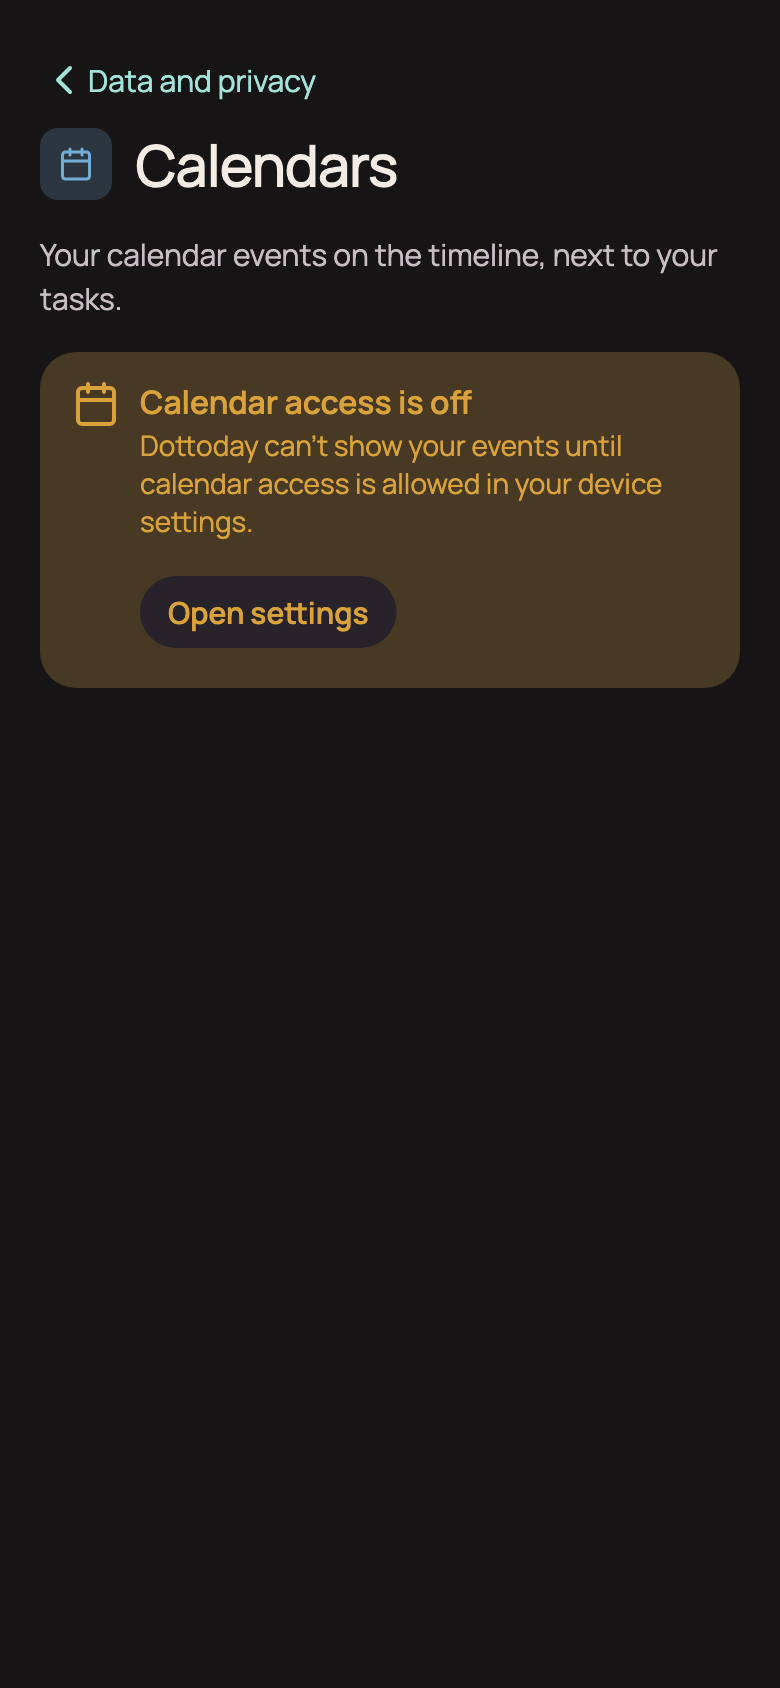 Data and privacy
Calendars
Your calendar events on the timeline, next to your
tasks.
Calendar access is off
Dottoday can’t show your events until
calendar access is allowed in your device
settings.
Open settings